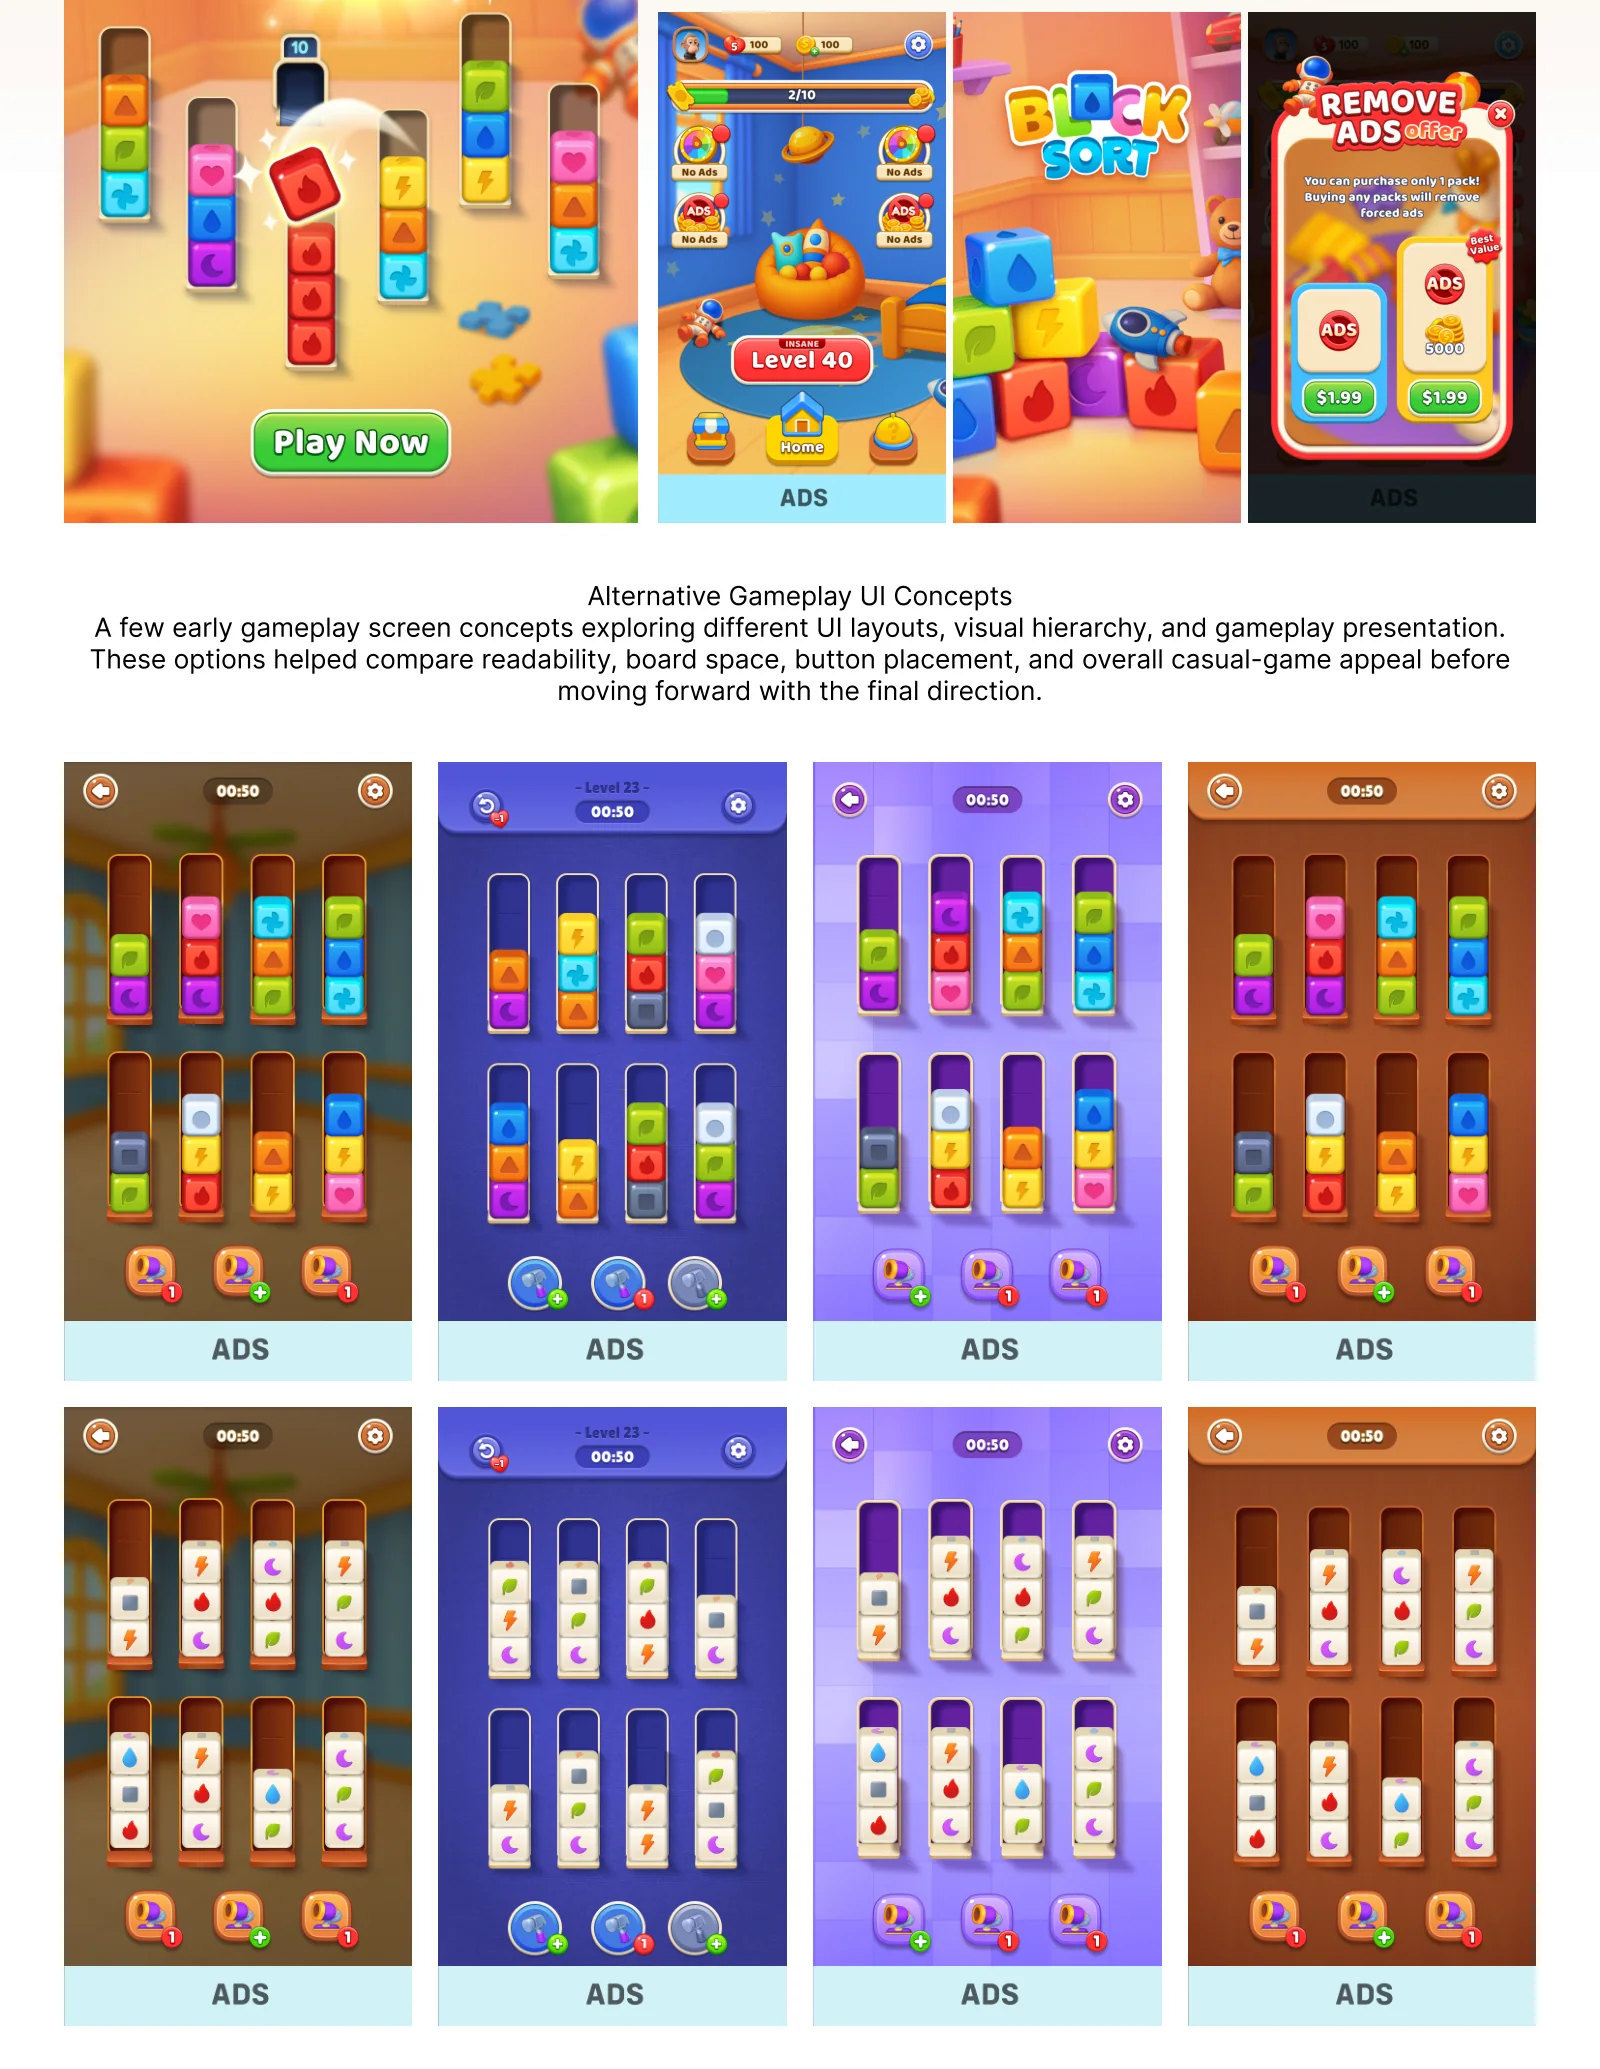 10
Play Now
5 100
100
2/10
No Ads
No Ads
ADS
No Ads
ADS
No Ads
INSANE
Level 40
?
Home
ADS
BLOCK
SORT
100
100
REMOVE
ADS offer
You can purchase only 1 pack!
Buying any packs will remove
forced ads
Best
Value
ADS
ADS
5000
$1.99
$1.99
ADS
Alternative Gameplay UI Concepts
A few early gameplay screen concepts exploring different UI layouts, visual hierarchy, and gameplay presentation.
These options helped compare readability, board space, button placement, and overall casual-game appeal before
moving forward with the final direction.
00:50
1
+
1
ADS
- Level 23 -
00:50
-1
+
1
+
ADS
00:50
+
1
1
ADS
00:50
1
+
1
ADS
00:50
1
+
1
ADS
- Level 23 -
00:50
-1
+
1
+
ADS
00:50
+
1
1
ADS
00:50
1
+
1
ADS